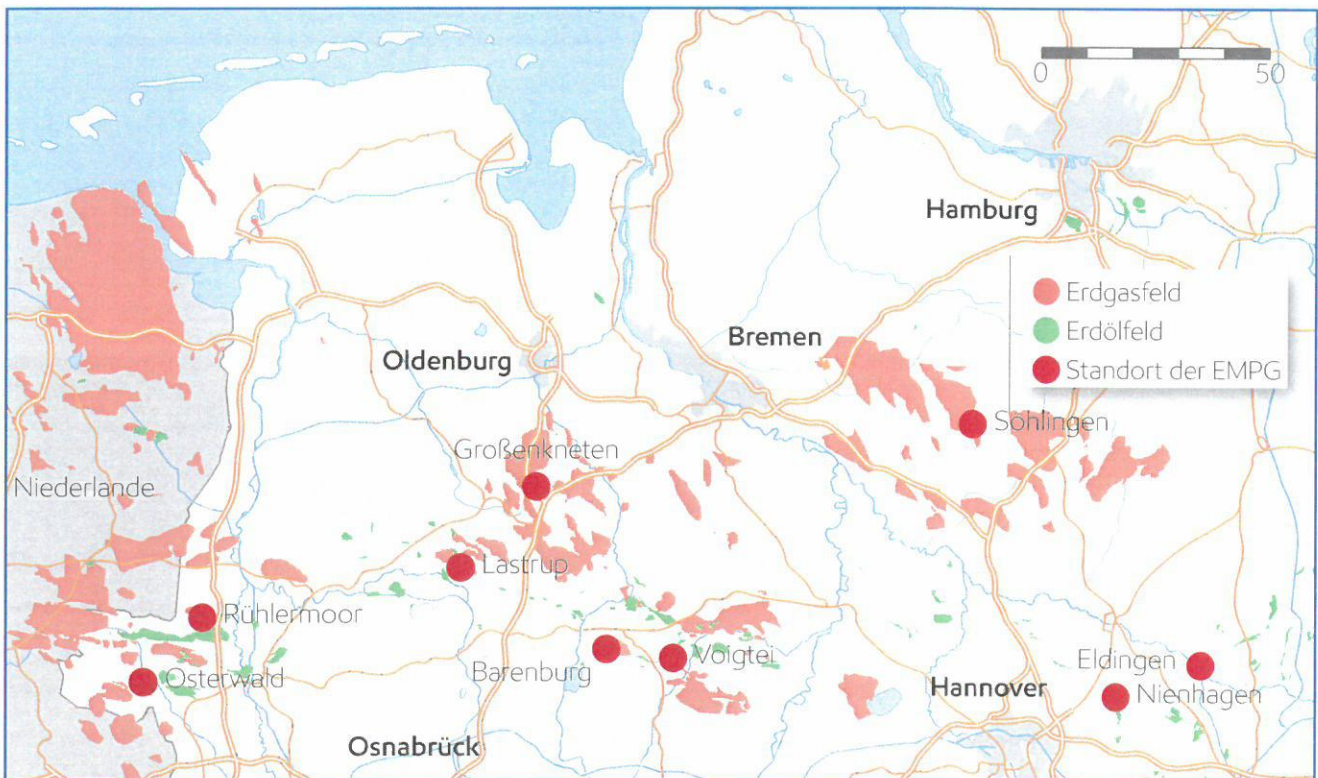 0 50
Hamburg
Erdgasfeld
Erdölfeld
Standort der EMPG
Bremen
Oldenburg
Söhlingen
Großenkneten
Niederlande
Lastrup
Rühlermoor
Barenburg
Voigtei
Osterwald
Eldingen
Hannover
Nienhagen
Osnabrück